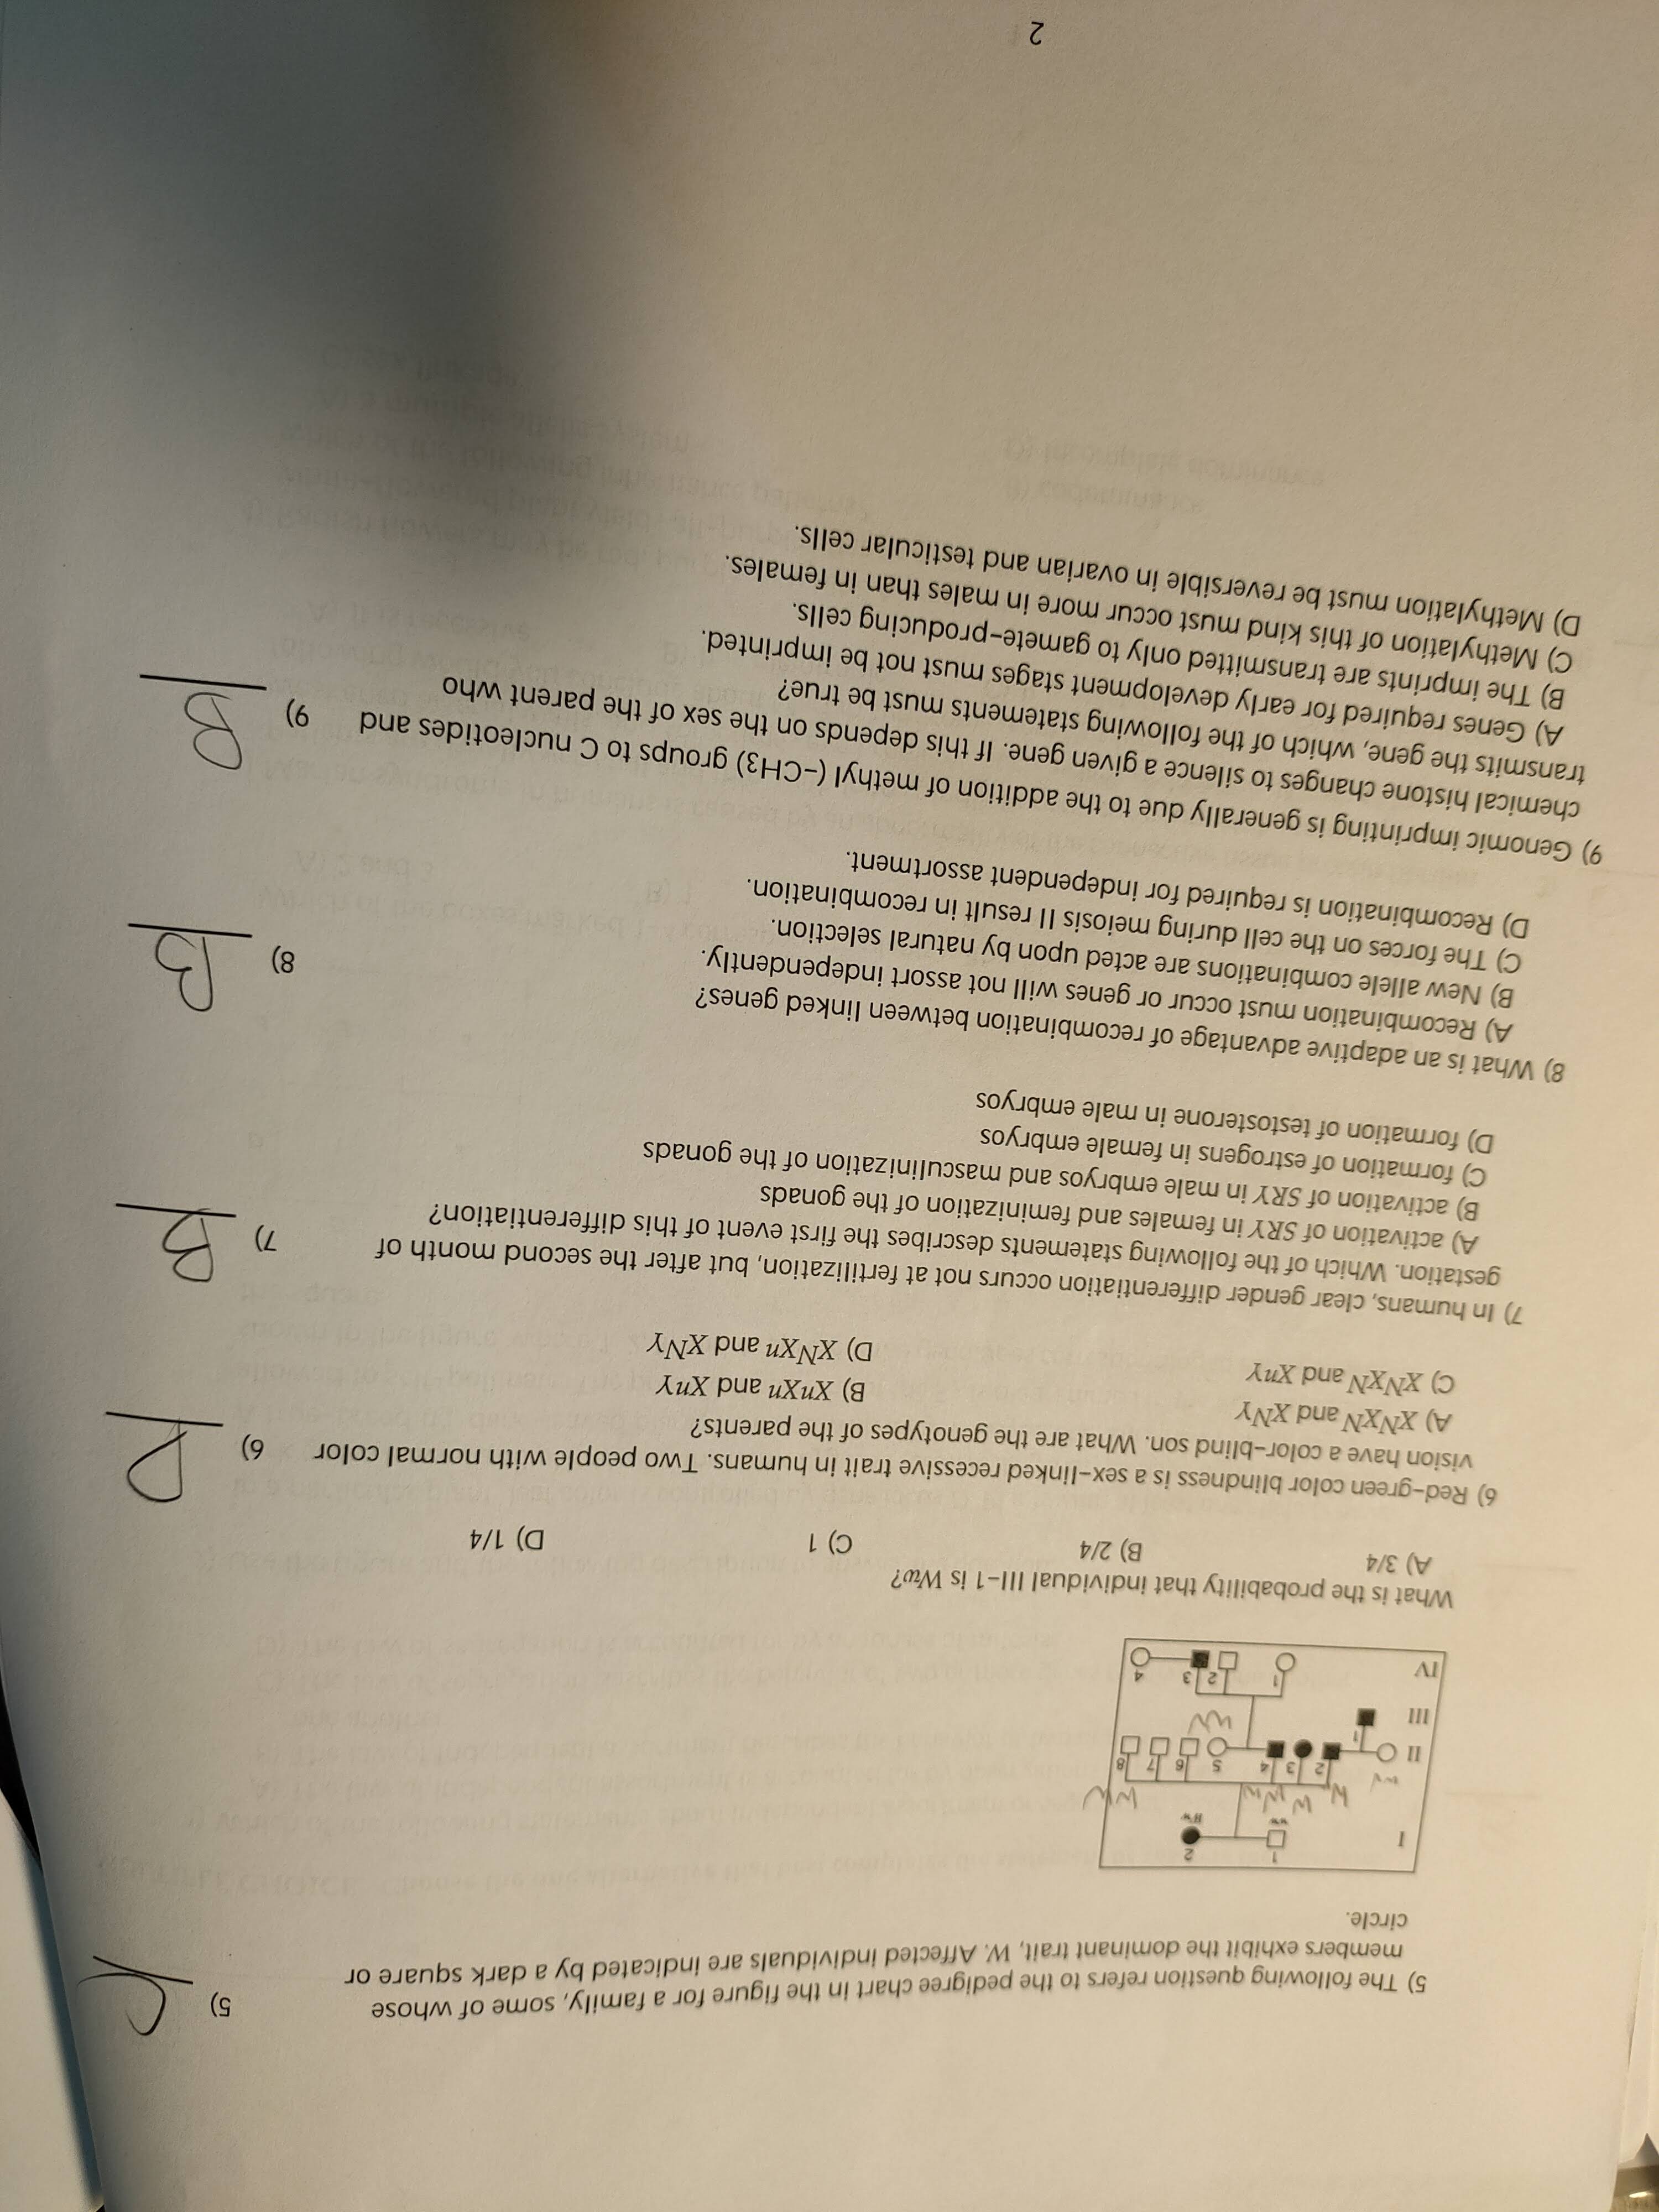 5) The following question refers to the pedigree chart in the figure for a family, some of whose
members exhibit the dominant trait, W. Affected individuals are indicated by a dark square or
circle.
5) C
I
1
2
ww
Ww
W W Ww WW
II
2 3 4 5 6 7 8
1
III
IV
1 2 3 4
What is the probability that individual III-1 is Ww?
A) 3/4 B) 2/4 C) 1 D) 1/4
6) Red-green color blindness is a sex-linked recessive trait in humans. Two people with normal color
vision have a color-blind son. What are the genotypes of the parents?
6) D
A) XNXN and XNY
B) XnXn and XnY
C) XNXN and XnY
D) XNXn and XNY
7) In humans, clear gender differentiation occurs not at fertilization, but after the second month of
gestation. Which of the following statements describes the first event of this differentiation?
7) B
A) activation of SRY in females and feminization of the gonads
B) activation of SRY in male embryos and masculinization of the gonads
C) formation of estrogens in female embryos
D) formation of testosterone in male embryos
8) What is an adaptive advantage of recombination between linked genes?
8) B
A) Recombination must occur or genes will not assort independently.
B) New allele combinations are acted upon by natural selection.
C) The forces on the cell during meiosis II result in recombination.
D) Recombination is required for independent assortment.
9) Genomic imprinting is generally due to the addition of methyl (-CH3) groups to C nucleotides and
chemical histone changes to silence a given gene. If this depends on the sex of the parent who
transmits the gene, which of the following statements must be true?
9) B
A) Genes required for early development stages must not be imprinted.
B) The imprints are transmitted only to gamete-producing cells.
C) Methylation of this kind must occur more in males than in females.
D) Methylation must be reversible in ovarian and testicular cells.
2